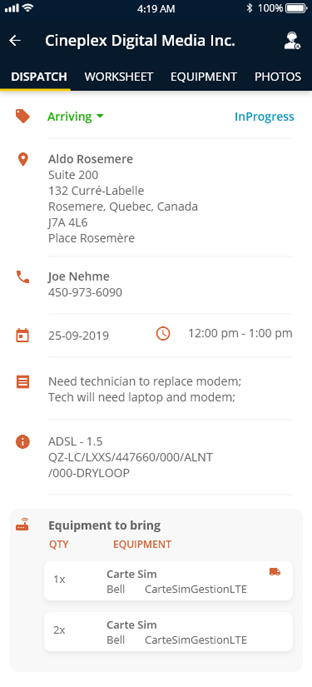 4:19 AM 100%
Cineplex Digital Media Inc.
DISPATCH WORKSHEET EQUIPMENT PHOTOS
Arriving InProgress
Aldo Rosemere
Suite 200
132 Curré-Labelle
Rosemere, Quebec, Canada
J7A 4L6
Place Rosemère
Joe Nehme
450-973-6090
25-09-2019 12:00 pm - 1:00 pm
Need technician to replace modem;
Tech will need laptop and modem;
ADSL - 1.5
QZ-LC/LXXS/447660/000/ALNT
/000-DRYLOOP
Equipment to bring
QTY EQUIPMENT
1x Carte Sim
Bell CarteSimGestionLTE
2x Carte Sim
Bell CarteSimGestionLTE